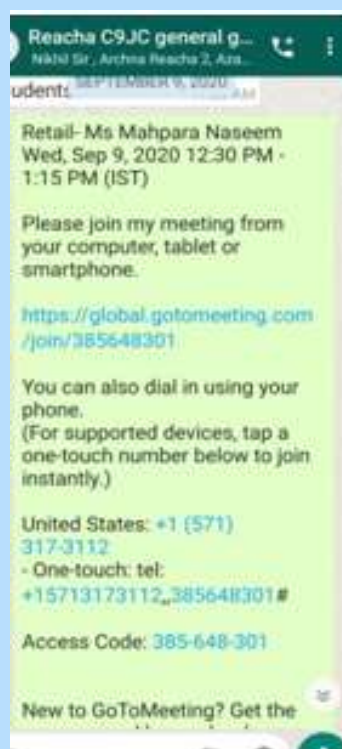 Reacha C9JC general g...
Nikhil Sir, Archna Reacha 2, Aza...
udents
SEPTEMBER 9, 2020
AM
Retail- Ms Mahpara Naseem
Wed, Sep 9, 2020 12:30 PM -
1:15 PM (IST)
Please join my meeting from
your computer, tablet or
smartphone.
https://global.gotomeeting.com
/join/385648301
You can also dial in using your
phone.
(For supported devices, tap a
one-touch number below to join
instantly.)
United States: +1 (571)
317-3112
- One-touch: tel:
+15713173112,,385648301#
Access Code: 385-648-301
New to GoToMeeting? Get the